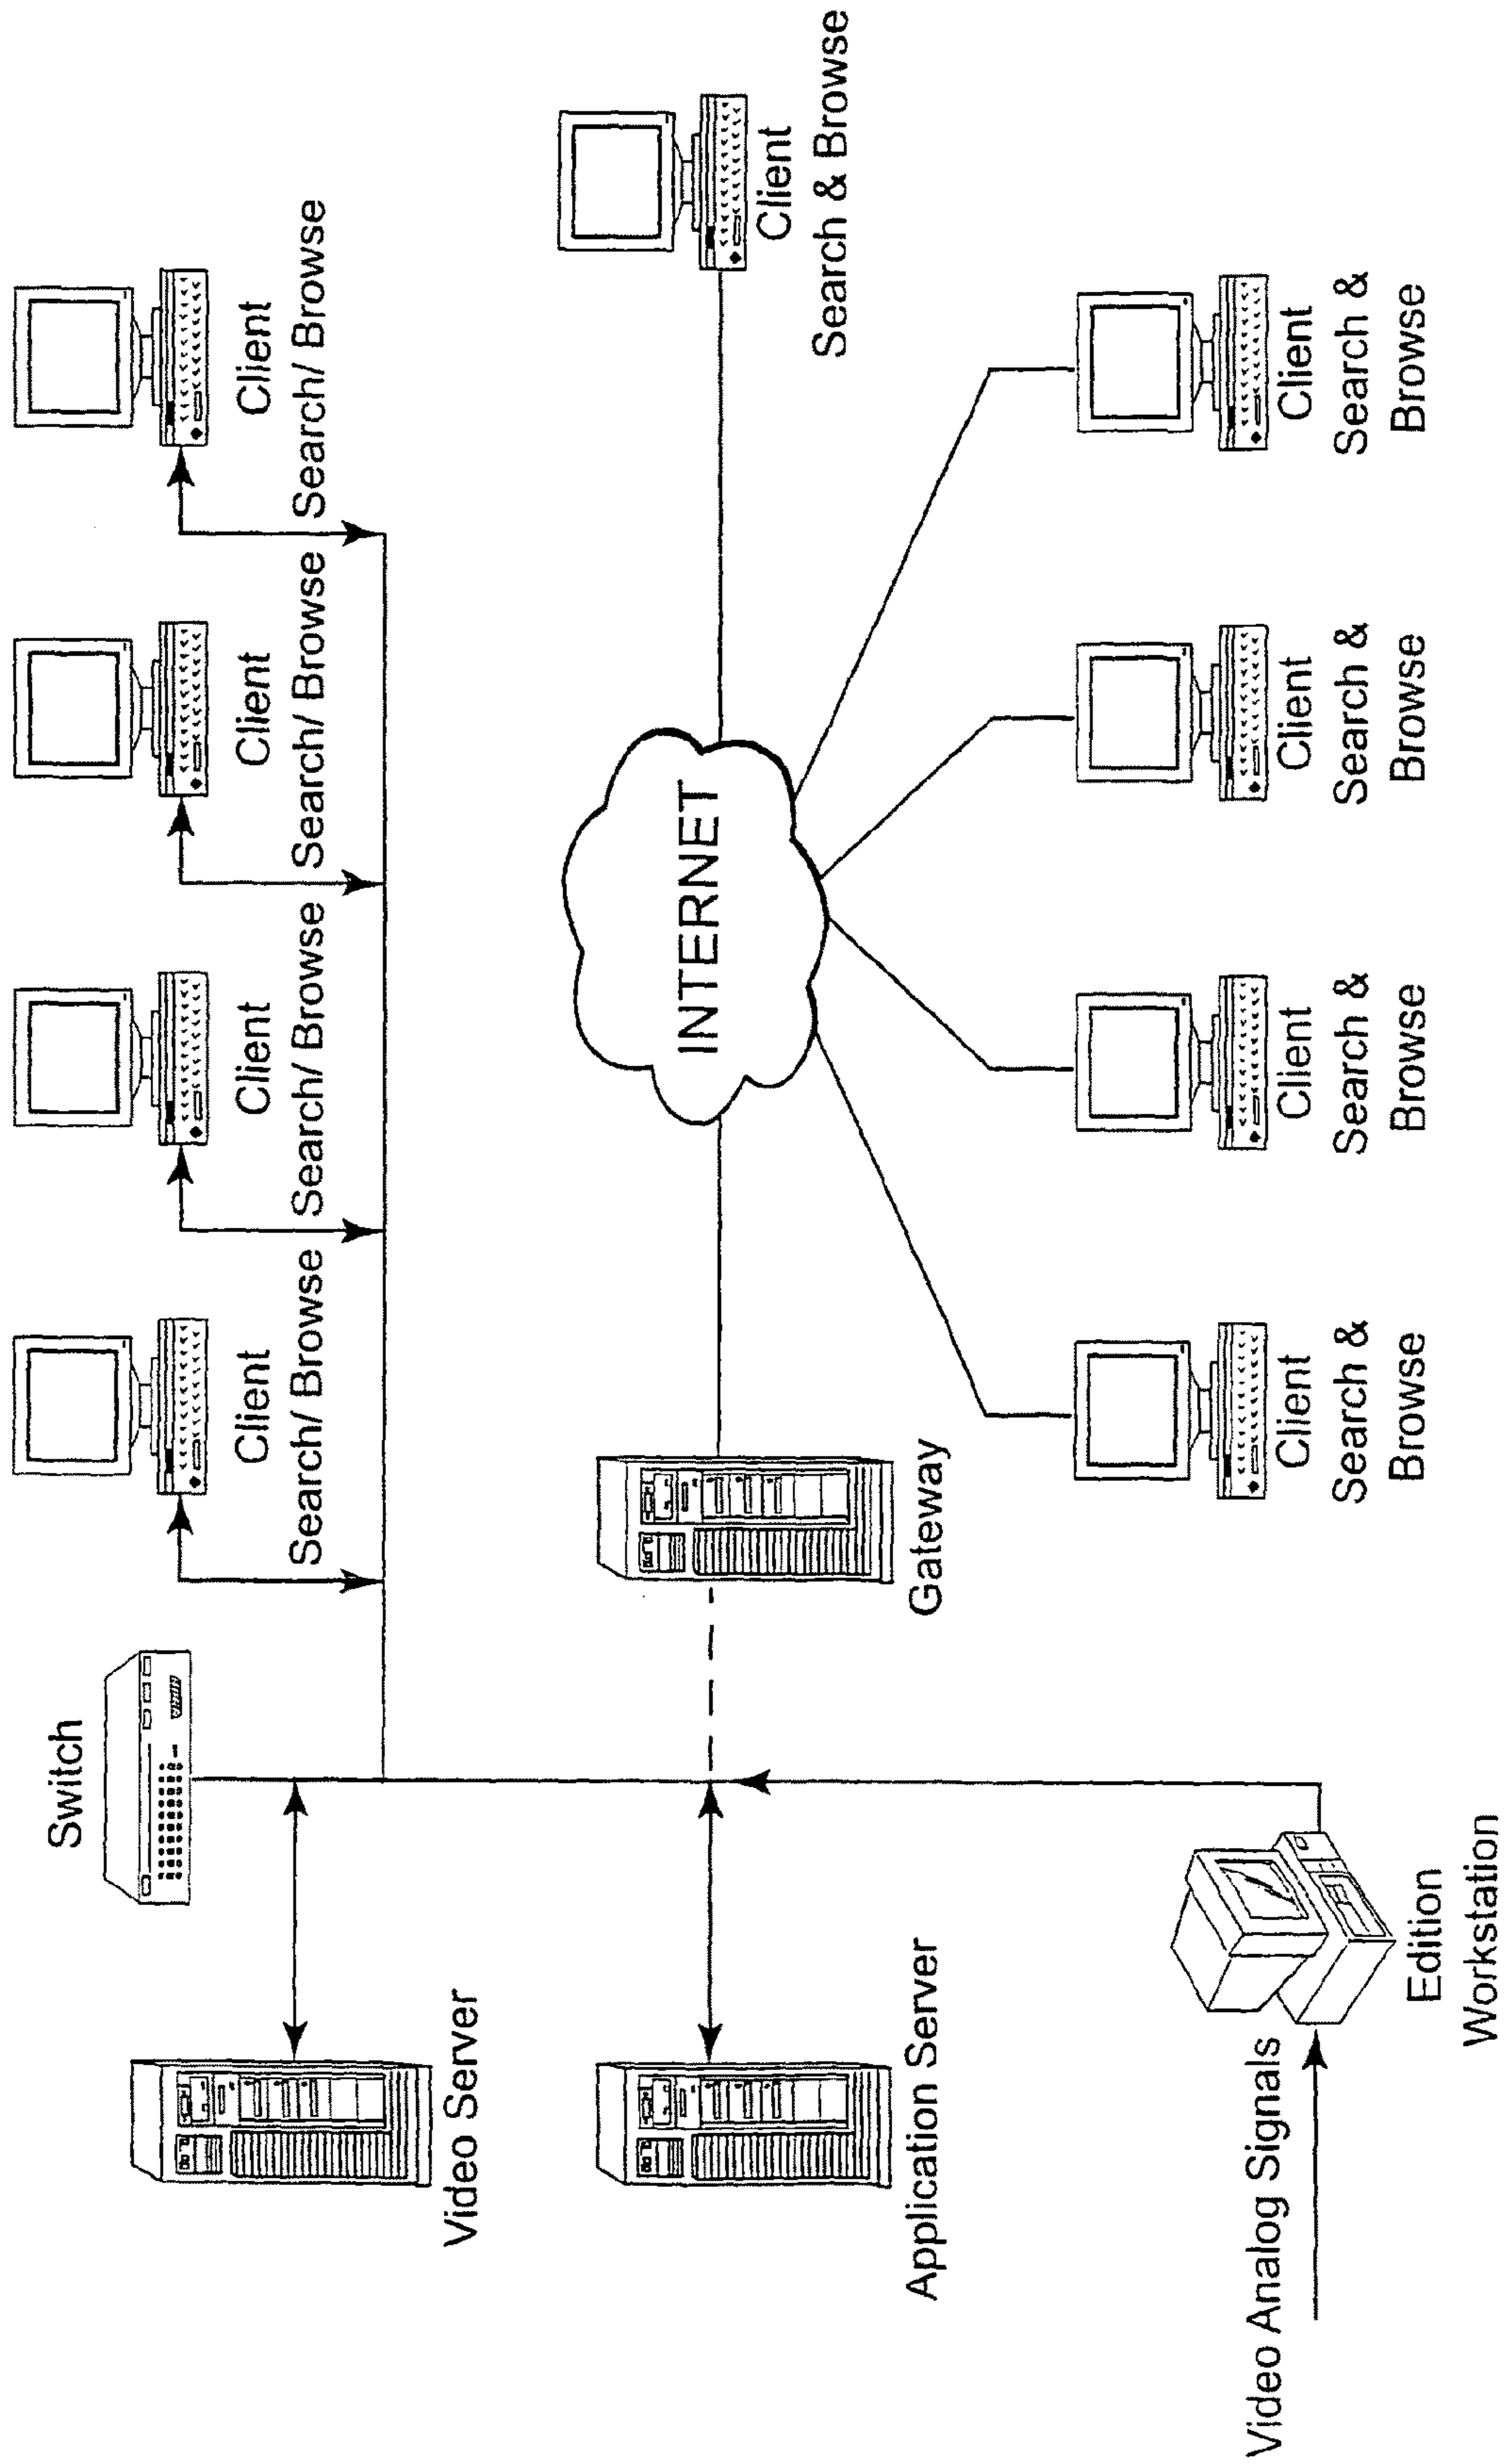 Switch
Client
Search/ Browse
Client
Search/ Browse
Client
Search/ Browse
Client
Search/ Browse
Video Server
INTERNET
Client
Search & Browse
Application Server
Gateway
Video Analog Signals
Edition
Workstation
Client
Search &
Browse
Client
Search &
Browse
Client
Search &
Browse
Client
Search &
Browse